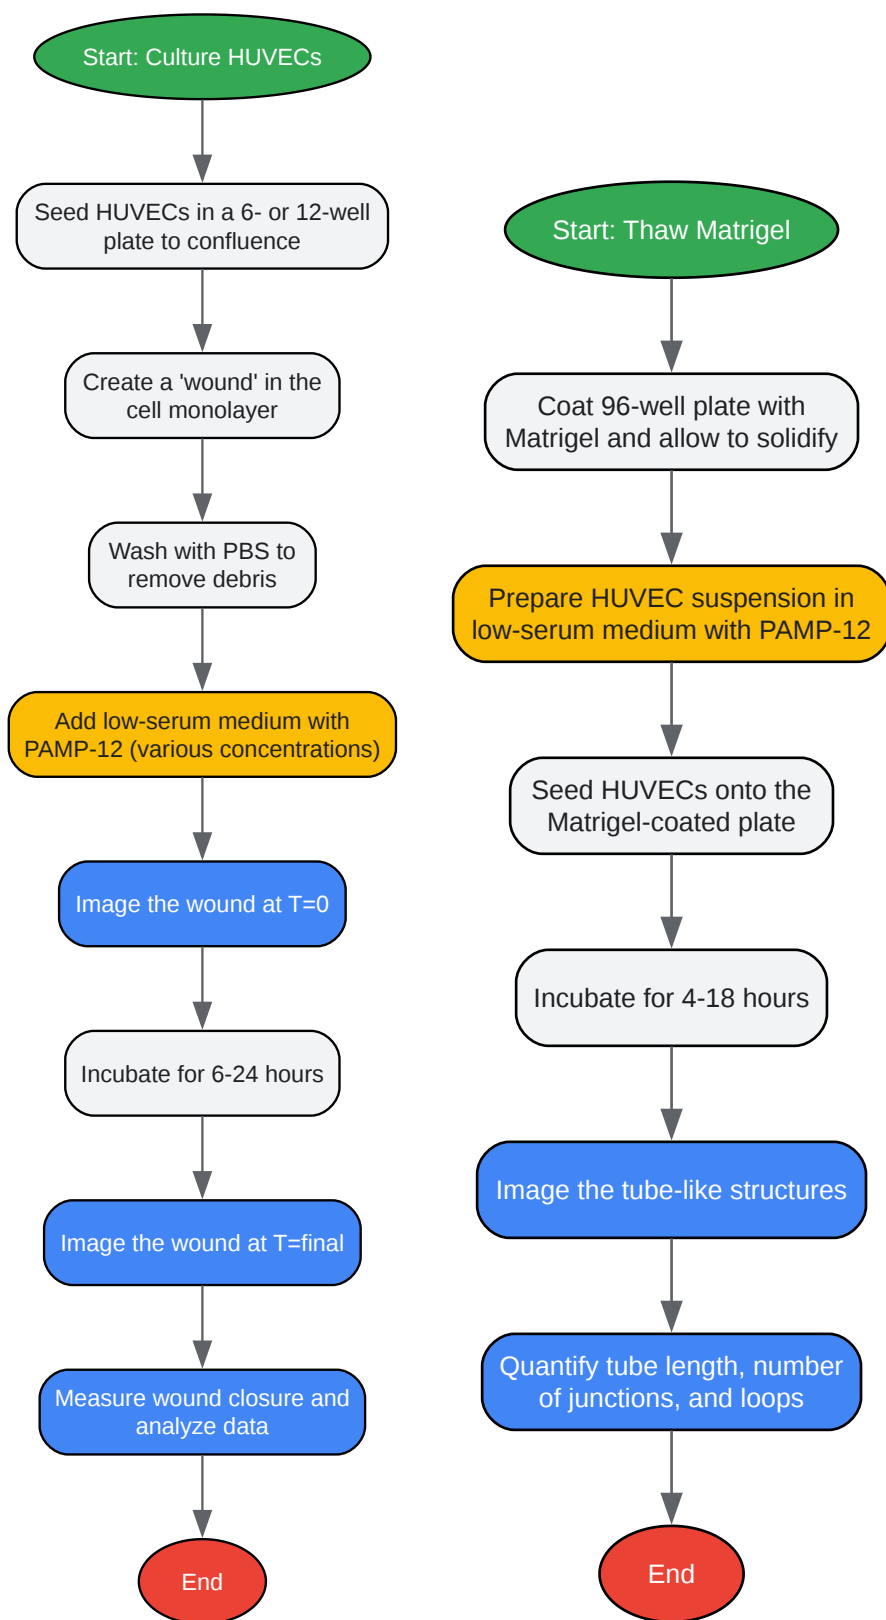 Start: Culture HUVECs
Seed HUVECs in a 6- or 12-well
plate to confluence
Create a 'wound' in the
cell monolayer
Wash with PBS to
remove debris
Add low-serum medium with
PAMP-12 (various concentrations)
Image the wound at T=0
Incubate for 6-24 hours
Image the wound at T=final
Measure wound closure and
analyze data
End
Start: Thaw Matrigel
Coat 96-well plate with
Matrigel and allow to solidify
Prepare HUVEC suspension in
low-serum medium with PAMP-12
Seed HUVECs onto the
Matrigel-coated plate
Incubate for 4-18 hours
Image the tube-like structures
Quantify tube length, number
of junctions, and loops
End